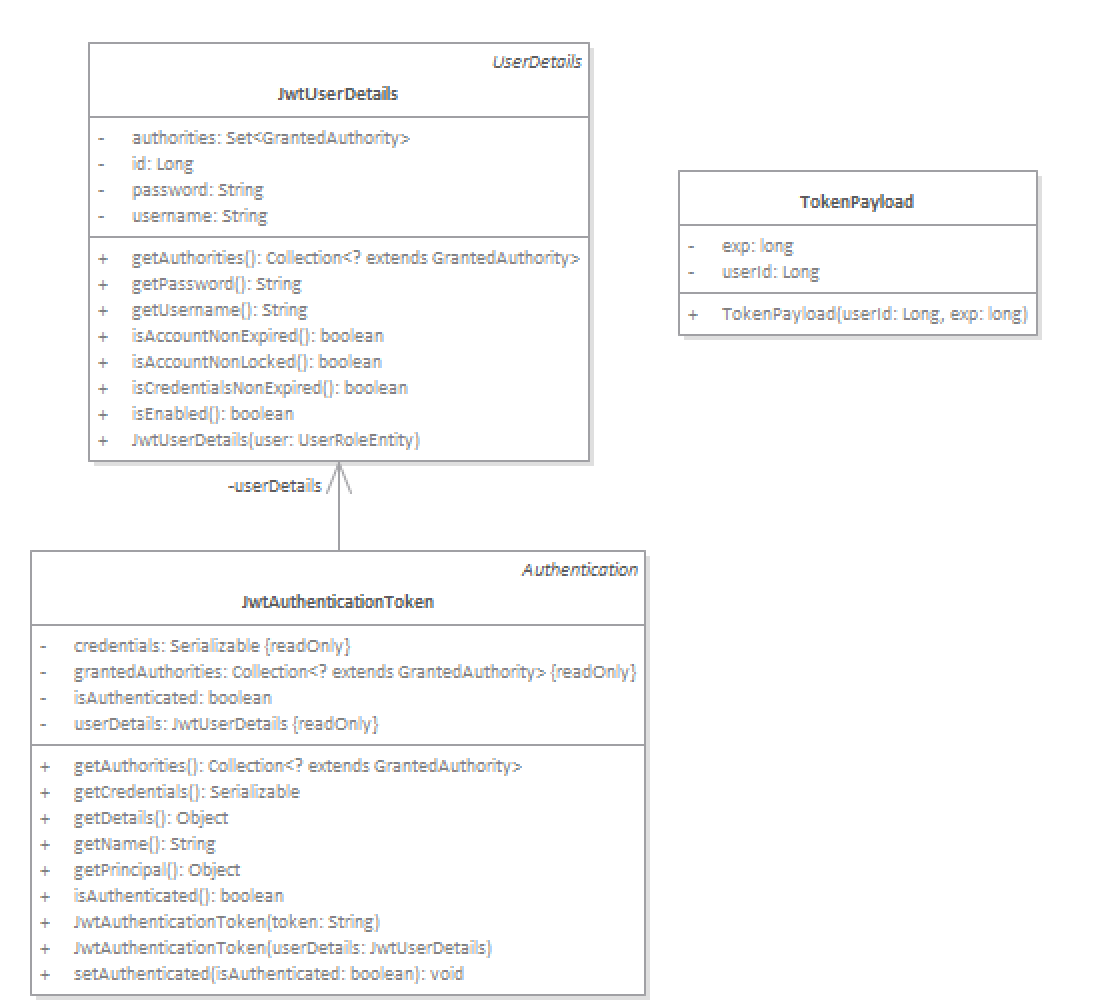 UserDetails
JwtUserDetails
- authorities: Set<GrantedAuthority>
- id: Long
- password: String
- username: String
+ getAuthorities(): Collection<? extends GrantedAuthority>
+ getPassword(): String
+ getUsername(): String
+ isAccountNonExpired(): boolean
+ isAccountNonLocked(): boolean
+ isCredentialsNonExpired(): boolean
+ isEnabled(): boolean
+ JwtUserDetails(user: UserRoleEntity)
TokenPayload
- exp: long
- userId: Long
+ TokenPayload(userId: Long, exp: long)
-userDetails
Authentication
JwtAuthenticationToken
- credentials: Serializable {readOnly}
- grantedAuthorities: Collection<? extends GrantedAuthority> {readOnly}
- isAuthenticated: boolean
- userDetails: JwtUserDetails {readOnly}
+ getAuthorities(): Collection<? extends GrantedAuthority>
+ getCredentials(): Serializable
+ getDetails(): Object
+ getName(): String
+ getPrincipal(): Object
+ isAuthenticated(): boolean
+ JwtAuthenticationToken(token: String)
+ JwtAuthenticationToken(userDetails: JwtUserDetails)
+ setAuthenticated(isAuthenticated: boolean): void